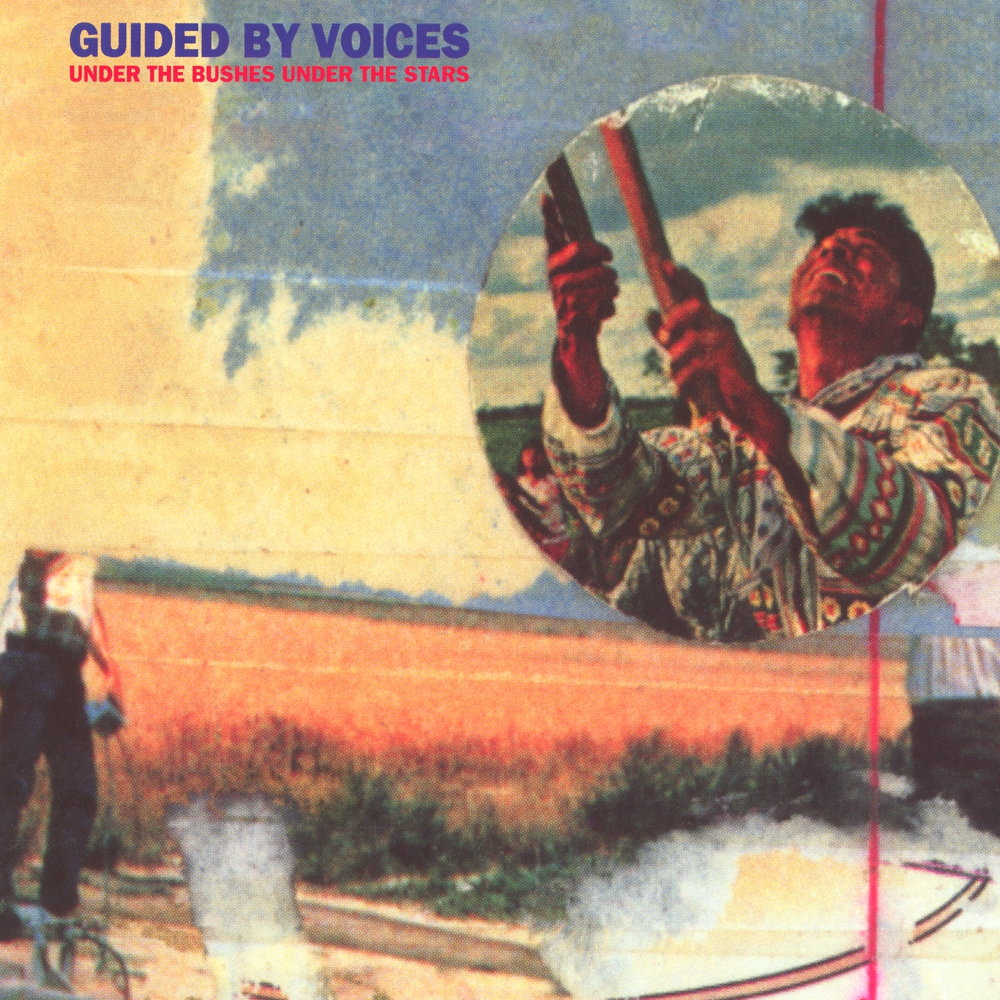 GUIDED BY VOICES
UNDER THE BUSHES UNDER THE STARS